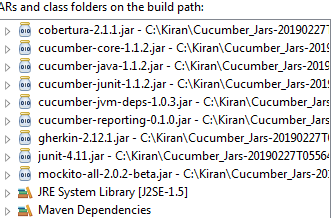 ARs and class folders on the build path:
cobertura-2.1.1.jar - C:\Kiran\Cucumber_Jars-20190227T
cucumber-core-1.1.2.jar - C:\Kiran\Cucumber_Jars-2019
cucumber-java-1.1.2.jar - C:\Kiran\Cucumber_Jars-2019
cucumber-junit-1.1.2.jar - C:\Kiran\Cucumber_Jars-2019
cucumber-jvm-deps-1.0.3.jar - C:\Kiran\Cucumber_Jars-
cucumber-reporting-0.1.0.jar - C:\Kiran\Cucumber_Jars-
gherkin-2.12.1.jar - C:\Kiran\Cucumber_Jars-20190227T0
junit-4.11.jar - C:\Kiran\Cucumber_Jars-20190227T05564
mockito-all-2.0.2-beta.jar - C:\Kiran\Cucumber_Jars-20
JRE System Library [J2SE-1.5]
Maven Dependencies